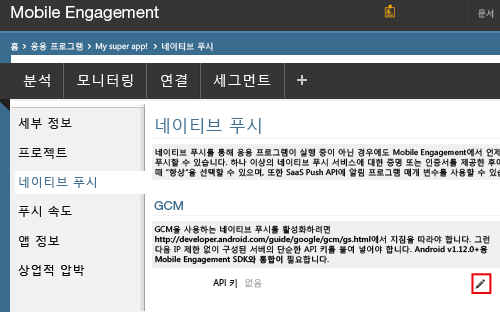 Mobile Engagement
문서
홈 › 응용 프로그램 › My super app! › 네이티브 푸시
분석 모니터링 연결 세그먼트 +
세부 정보
프로젝트
네이티브 푸시
푸시 속도
앱 정보
상업적 압박
네이티브 푸시
네이티브 푸시를 통해 응용 프로그램이 실행 중이 아닌 경우에도 Mobile Engagement에서 언제
푸시할 수 있습니다. 하나 이상의 네이티브 푸시 서비스에 대한 증명 또는 인증서를 제공한 후에
때 "항상"을 선택할 수 있으며, 또한 SaaS Push API에 알림 프로그램 매개 변수를 사용할 수 있습
GCM
GCM을 사용하는 네이티브 푸시를 활성화하려면
http://developer.android.com/guide/google/gcm/gs.html에서 지침을 따라야 합니다. 그런
다음 IP 제한 없이 구성된 서버의 단순한 API 키를 붙여 넣어야 합니다. Android v1.12.0+용
Mobile Engagement SDK와 통합이 필요합니다.
API 키 없음